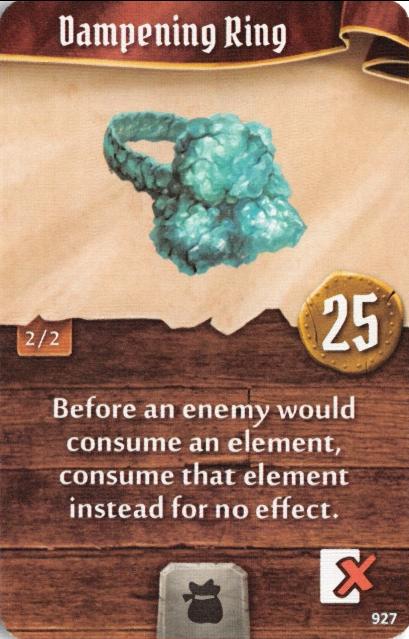 Dampening Ring
2/2
25
Before an enemy would
consume an element,
consume that element
instead for no effect.
927